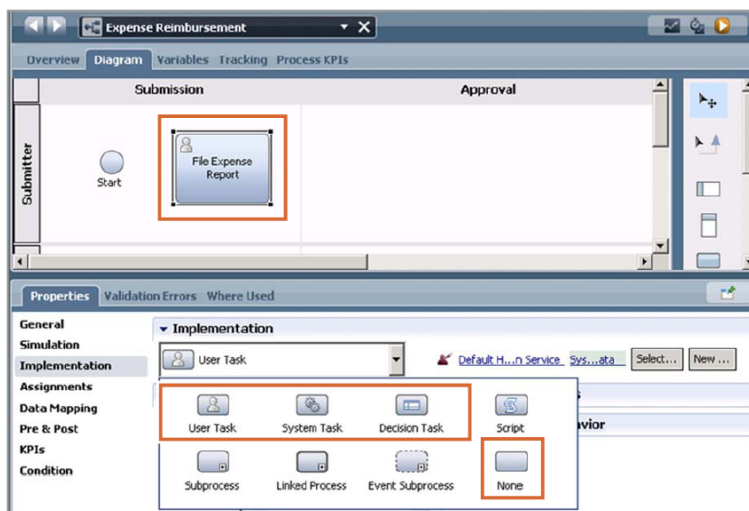 Expense Reimbursement
Overview Diagram Variables Tracking Process KPIs
Submission Approval
Submitter
Start
File Expense
Report
Properties Validation Errors Where Used
General
Simulation
Implementation
Assignments
Data Mapping
Pre & Post
KPIs
Condition
Implementation
User Task Default H...n Service Sys...ata Select... New ...
s
vior
User Task System Task Decision Task Script
Subprocess Linked Process Event Subprocess None